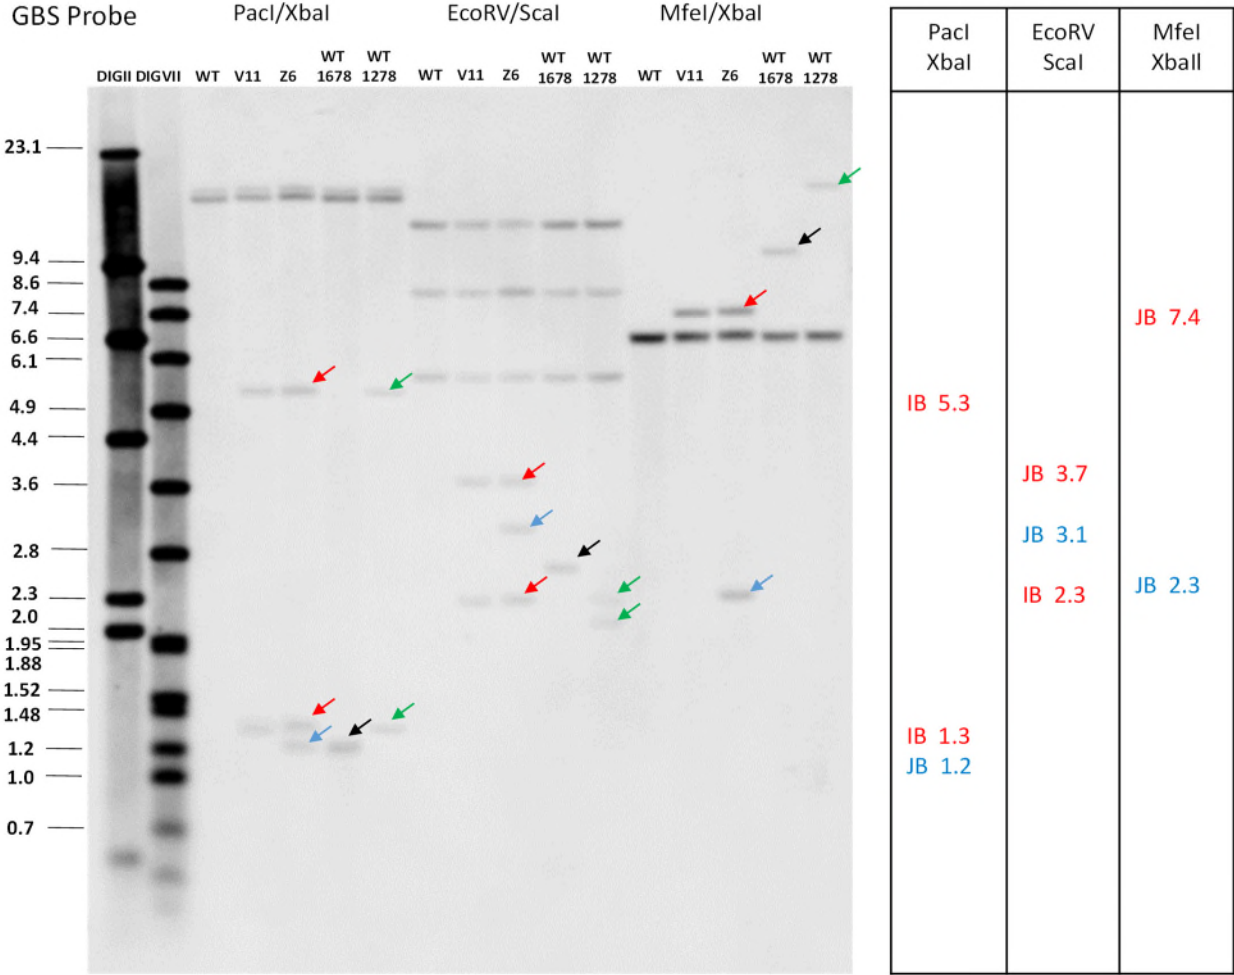 GBS Probe
PacI/XbaI EcoRV/ScaI MfeI/XbaI
DIGII DIGVII WT V11 Z6 WT 1678 WT 1278 WT V11 Z6 WT 1678 WT 1278 WT V11 Z6 WT 1678 WT 1278
23.1
9.4
8.6
7.4
6.6
6.1
4.9
4.4
3.6
2.8
2.3
2.0
1.95
1.88
1.52
1.48
1.2
1.0
0.7
PacI EcoRV MfeI
XbaI ScaI XbaII
JB 7.4
IB 5.3
JB 3.7
JB 3.1
IB 2.3 JB 2.3
IB 1.3
JB 1.2